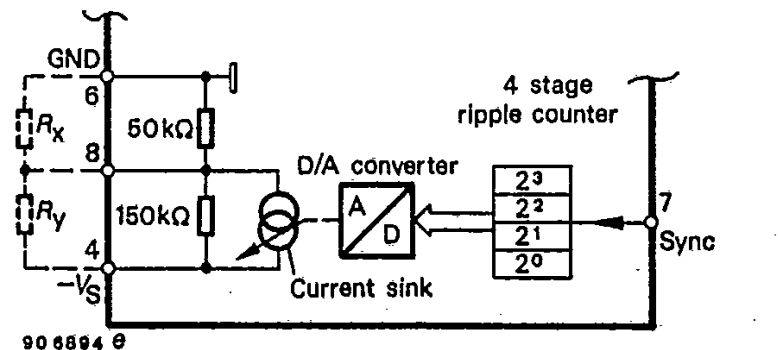 GND
6
4 stage
ripple counter
Rx
50kΩ
8
D/A converter
2³
2²
2¹
2⁰
7
Sync
Ry
150kΩ
A
D
4
-Vs
Current sink
90 6894 e